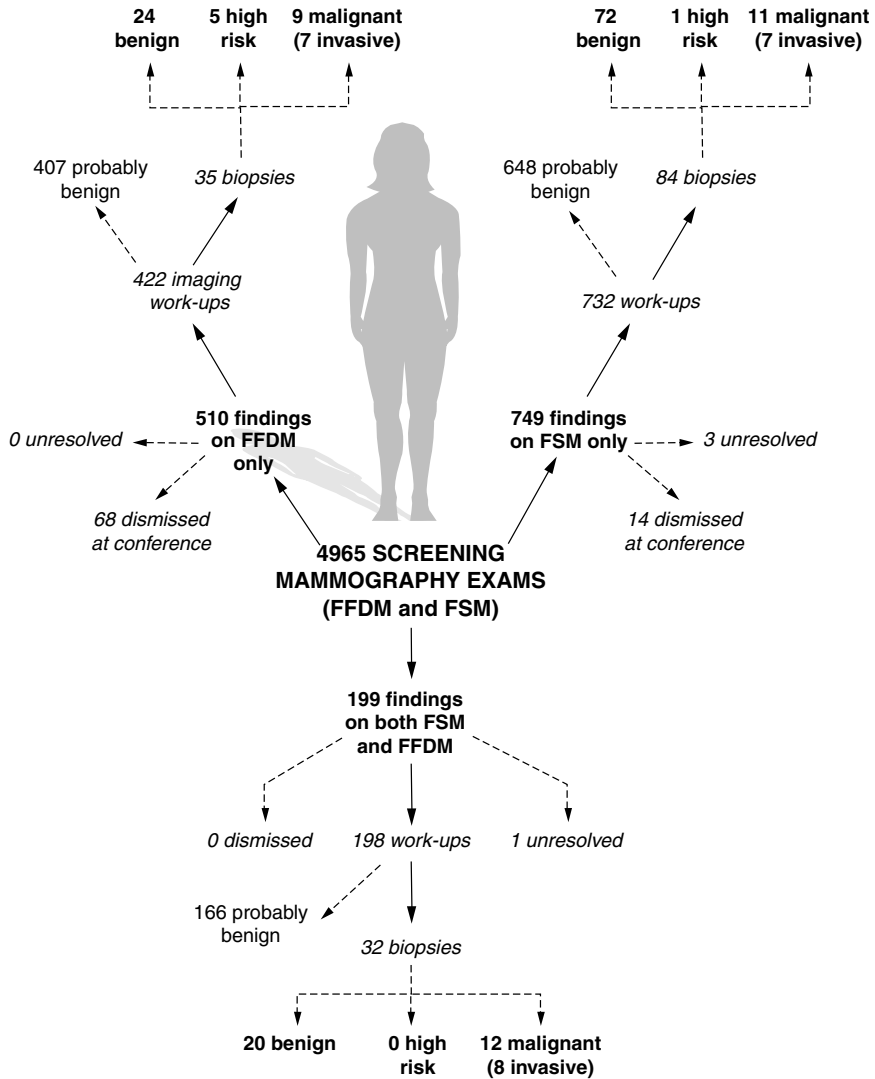 24
benign
5 high
risk
9 malignant
(7 invasive)
72
benign
1 high
risk
11 malignant
(7 invasive)
407 probably
benign
35 biopsies
648 probably
benign
84 biopsies
422 imaging
work-ups
732 work-ups
510 findings
on FFDM
only
0 unresolved
68 dismissed
at conference
749 findings
on FSM only
3 unresolved
14 dismissed
at conference
4965 SCREENING
MAMMOGRAPHY EXAMS
(FFDM and FSM)
199 findings
on both FSM
and FFDM
0 dismissed
198 work-ups
1 unresolved
166 probably
benign
32 biopsies
20 benign
0 high
risk
12 malignant
(8 invasive)